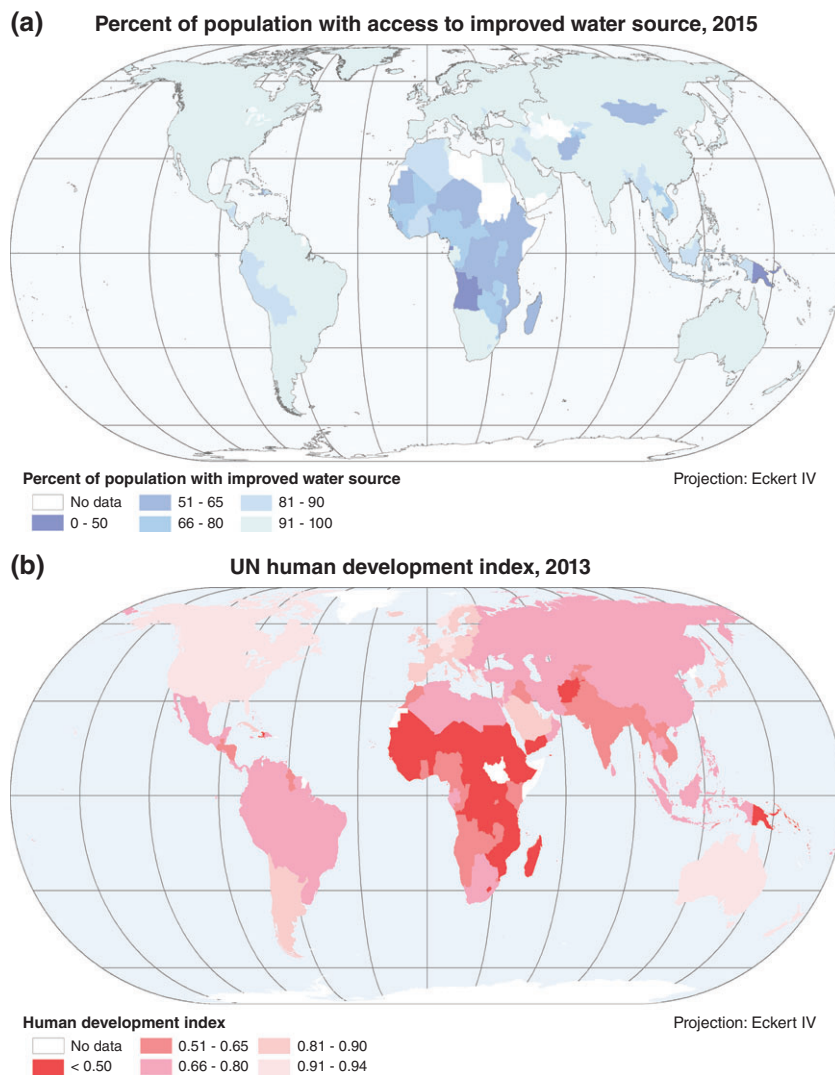 (a) Percent of population with access to improved water source, 2015
Percent of population with improved water source
Projection: Eckert IV
No data
51 - 65
81 - 90
0 - 50
66 - 80
91 - 100
(b) UN human development index, 2013
Human development index
Projection: Eckert IV
No data
0.51 - 0.65
0.81 - 0.90
< 0.50
0.66 - 0.80
0.91 - 0.94